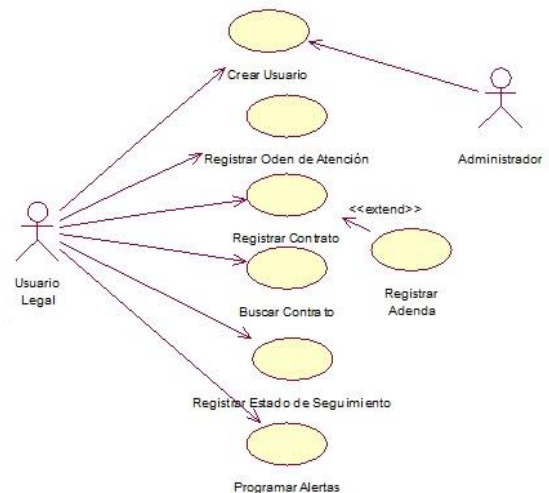 Crear Usuario
Registrar Oden de Atención
Administrador
<<extend>>
Registrar Contrato
Usuario
Legal
Registrar
Adenda
Buscar Contrato
Registrar Estado de Seguimiento
Programar Alertas